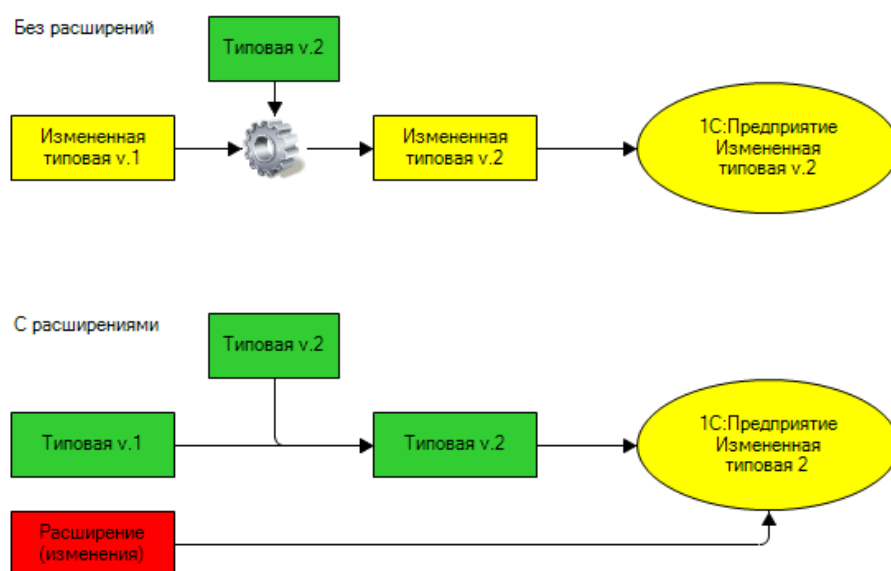 Без расширений
Типовая v.2
Измененная
типовая v.1
Измененная
типовая v.2
1С:Предприятие
Измененная
типовая v.2
С расширениями
Типовая v.2
Типовая v.1
Типовая v.2
1С:Предприятие
Измененная
типовая 2
Расширение
(изменения)